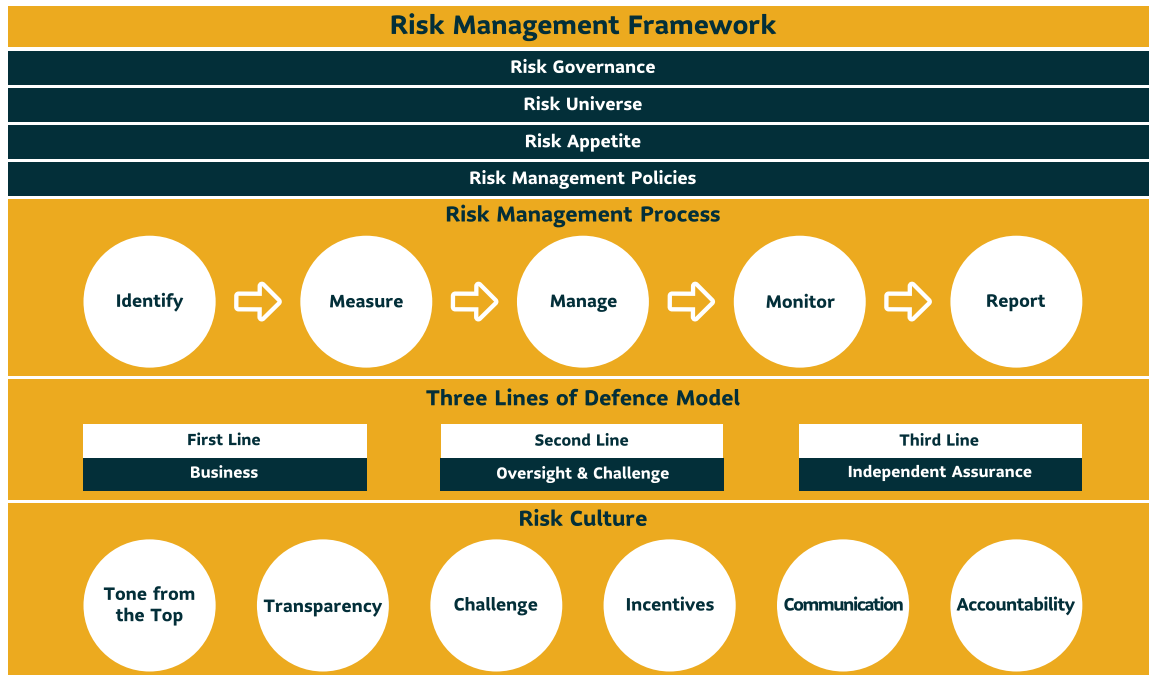 Risk Management Framework
Risk Governance
Risk Universe
Risk Appetite
Risk Management Policies
Risk Management Process
Identify
Measure
Manage
Monitor
Report
Three Lines of Defence Model
First Line
Business
Second Line
Oversight & Challenge
Third Line
Independent Assurance
Risk Culture
Tone from
the Top
Transparency
Challenge
Incentives
Communication
Accountability